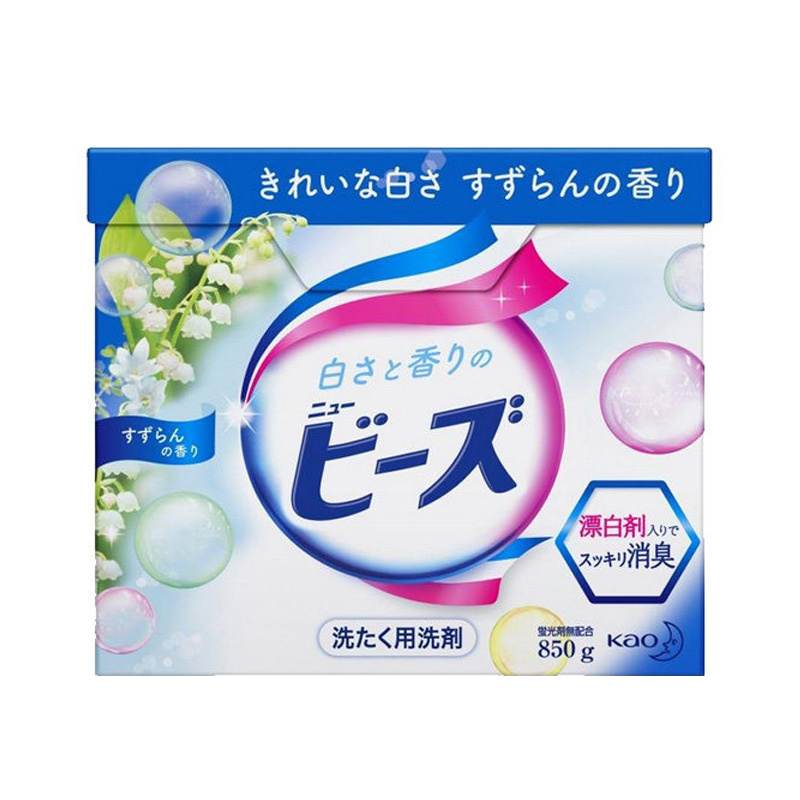 きれいな白さ すずらんの香り
白さと香りの
ニュー
ビーズ
すずらん
の香り
漂白剤入りで
スッキリ消臭
洗たく用洗剤
蛍光剤無配合
850 g
Kao